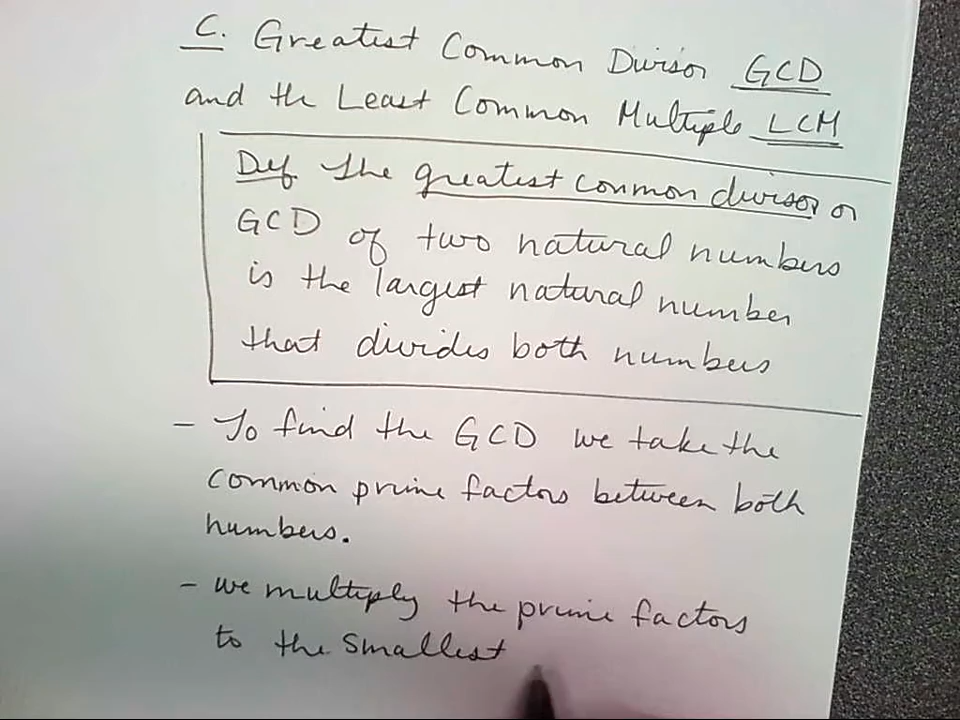 C. Greatest Common Divisor GCD
and the Least Common Multiple LCM
Def The greatest common divisor or
GCD of two natural numbers
is the largest natural number
that divides both numbers
- To find the GCD we take the
common prime factors between both
numbers.
- we multiply the prime factors
to the smallest